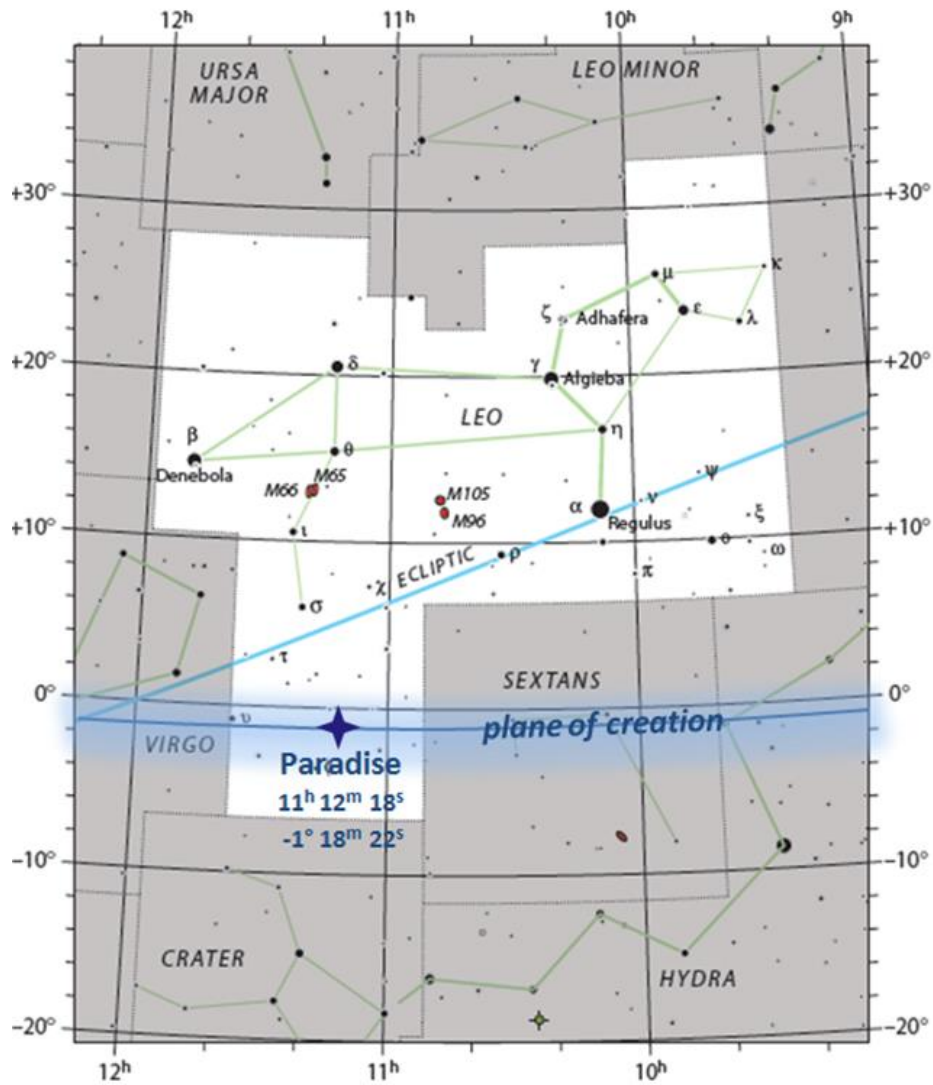 12h 11h 10h 9h
URSA
MAJOR
LEO MINOR
+30° +30°
μ κ
ζ Adhafera ε λ
+20° +20°
δ γ
Algieba
LEO
β η
θ
Denebola M65
M66 M105 α ψ
M96 Regulus ν ξ
+10° ι ο +10°
ρ ω
ECLIPTIC π
χ
σ
τ
SEXTANS
0° 0°
υ
VIRGO plane of creation
Paradise
11h 12m 18s
-1° 18m 22s
−10° −10°
CRATER
HYDRA
−20° −20°
12h 11h 10h